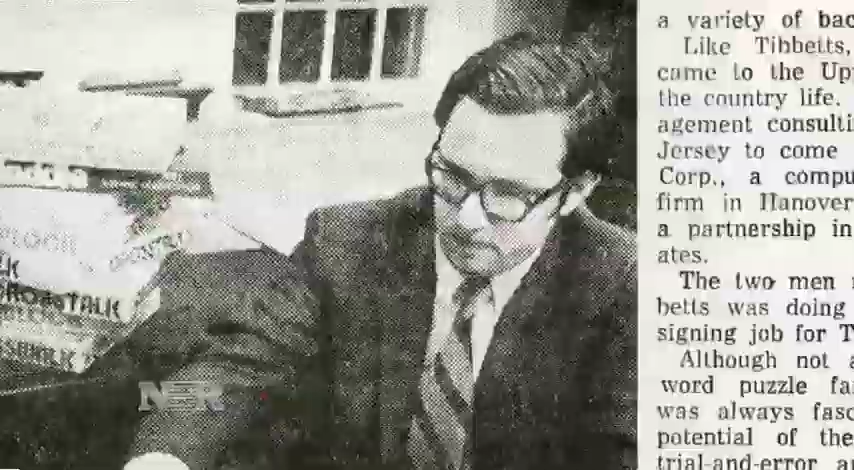 a variety of bac
Like Tibbetts,
came to the Up
the country life.
agement consulti
Jersey to come
Corp., a compu
firm in Hanover
a partnership in
ates.
The two men
betts was doing
signing job for T
Although not a
word puzzle fa
was always fasc
potential of the
trial-and-error a
TALK
NER